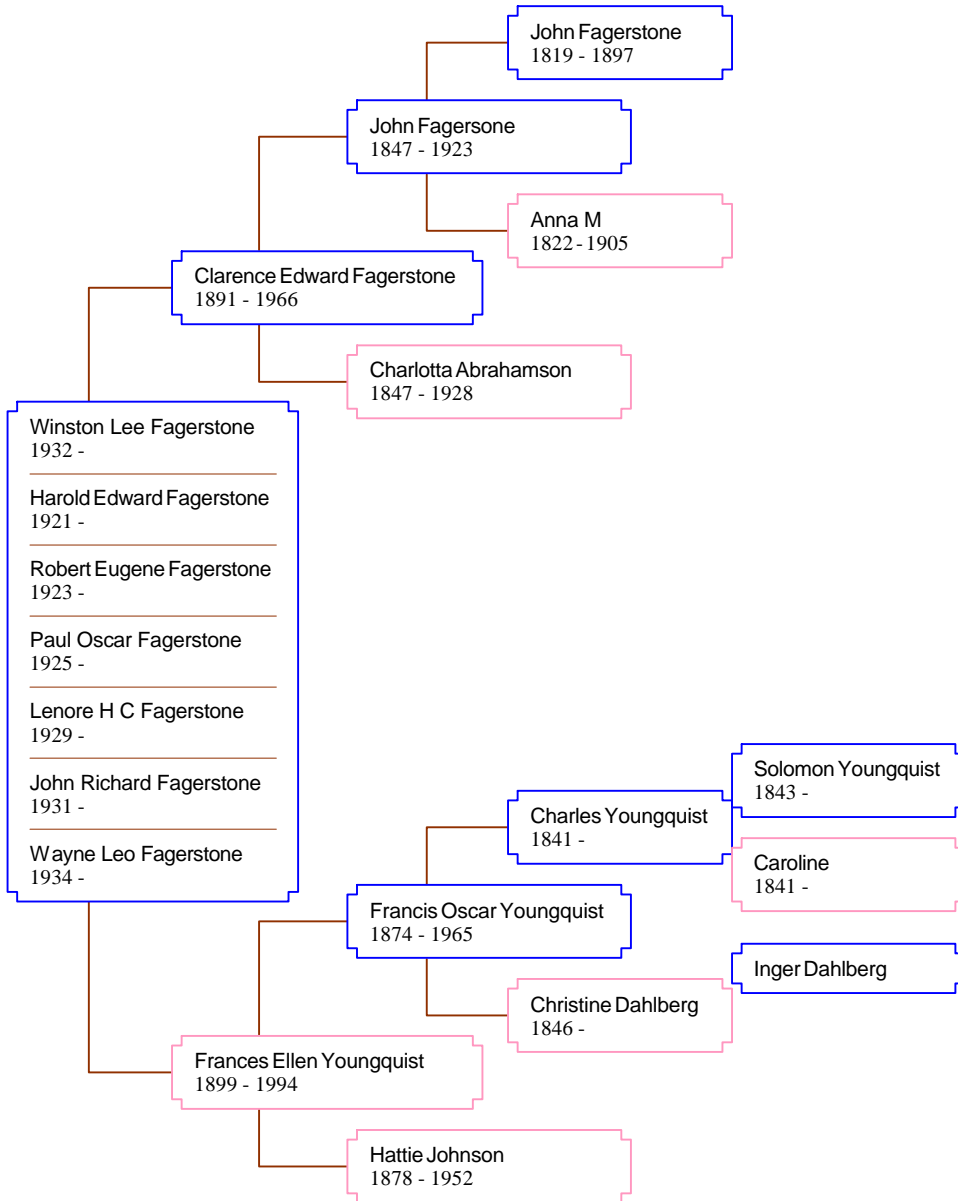 John Fagerstone
1819 - 1897
John Fagersone
1847 - 1923
Anna M
1822 - 1905
Clarence Edward Fagerstone
1891 - 1966
Charlotta Abrahamson
1847 - 1928
Winston Lee Fagerstone
1932 -
Harold Edward Fagerstone
1921 -
Robert Eugene Fagerstone
1923 -
Paul Oscar Fagerstone
1925 -
Lenore H C Fagerstone
1929 -
John Richard Fagerstone
1931 -
Wayne Leo Fagerstone
1934 -
Solomon Youngquist
1843 -
Charles Youngquist
1841 -
Caroline
1841 -
Francis Oscar Youngquist
1874 - 1965
Inger Dahlberg
Christine Dahlberg
1846 -
Frances Ellen Youngquist
1899 - 1994
Hattie Johnson
1878 - 1952